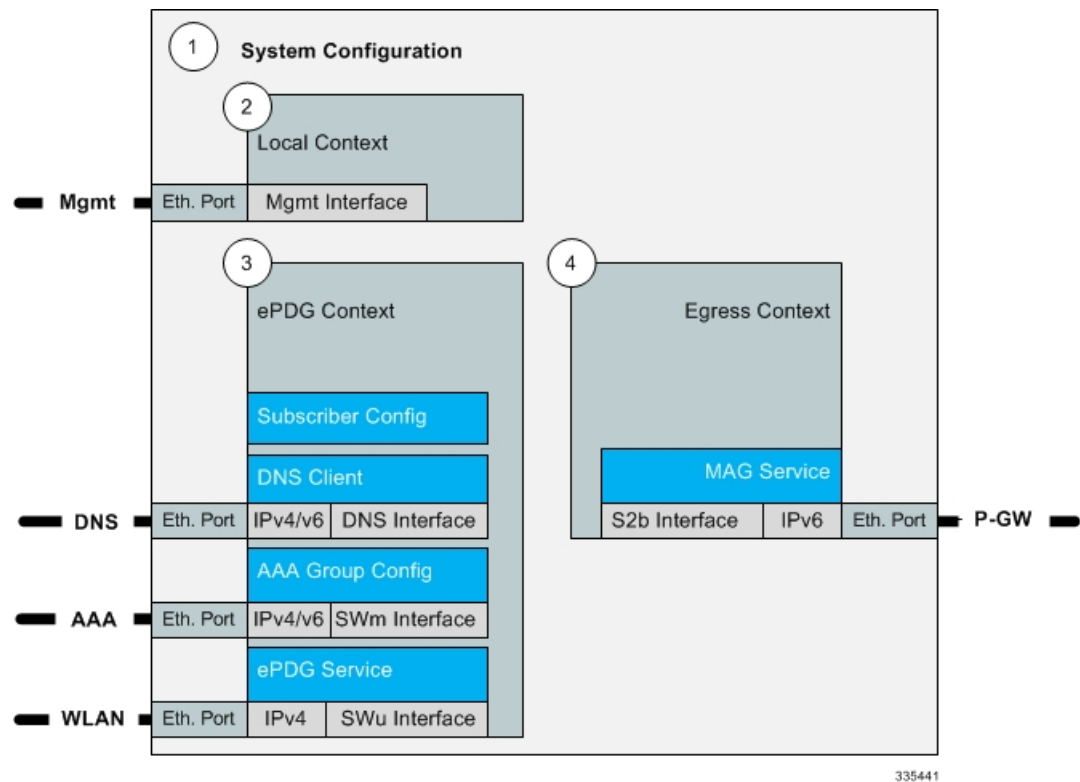 1 System Configuration
2
Local Context
Mgmt Eth. Port Mgmt Interface
3
ePDG Context
Subscriber Config
DNS Client
DNS Eth. Port IPv4/v6 DNS Interface
AAA Group Config
AAA Eth. Port IPv4/v6 SWm Interface
ePDG Service
WLAN Eth. Port IPv4 SWu Interface
4
Egress Context
MAG Service
S2b Interface IPv6 Eth. Port P-GW
335441